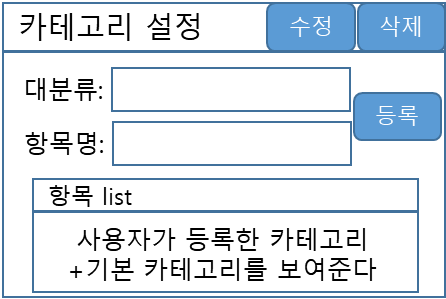 카테고리 설정 수정 삭제
대분류:
등록
항목명:
항목 list
사용자가 등록한 카테고리
+기본 카테고리를 보여준다